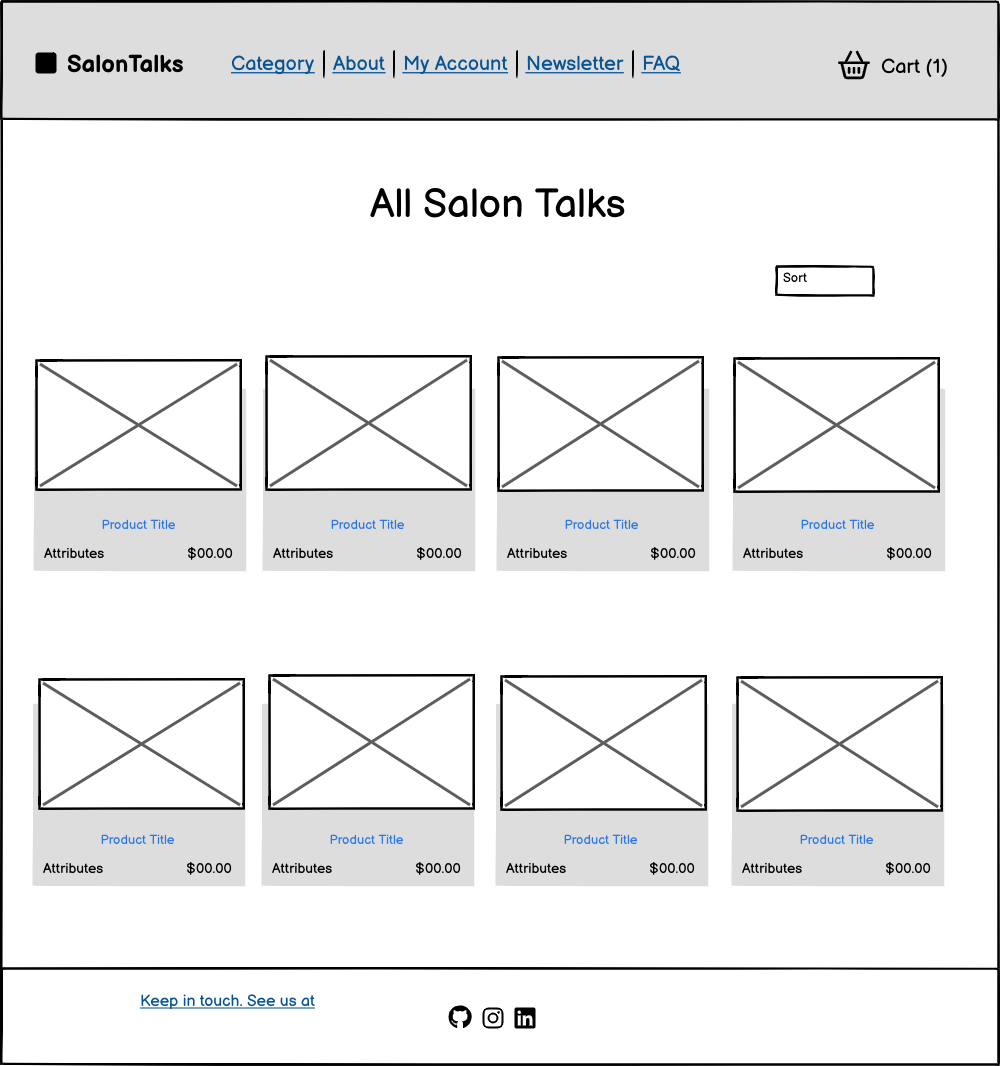 SalonTalks Category About My Account Newsletter FAQ Cart (1)
All Salon Talks
Sort
Product Title Product Title Product Title Product Title
Attributes $00.00 Attributes $00.00 Attributes $00.00 Attributes $00.00
Product Title Product Title Product Title Product Title
Attributes $00.00 Attributes $00.00 Attributes $00.00 Attributes $00.00
Keep in touch. See us at
in